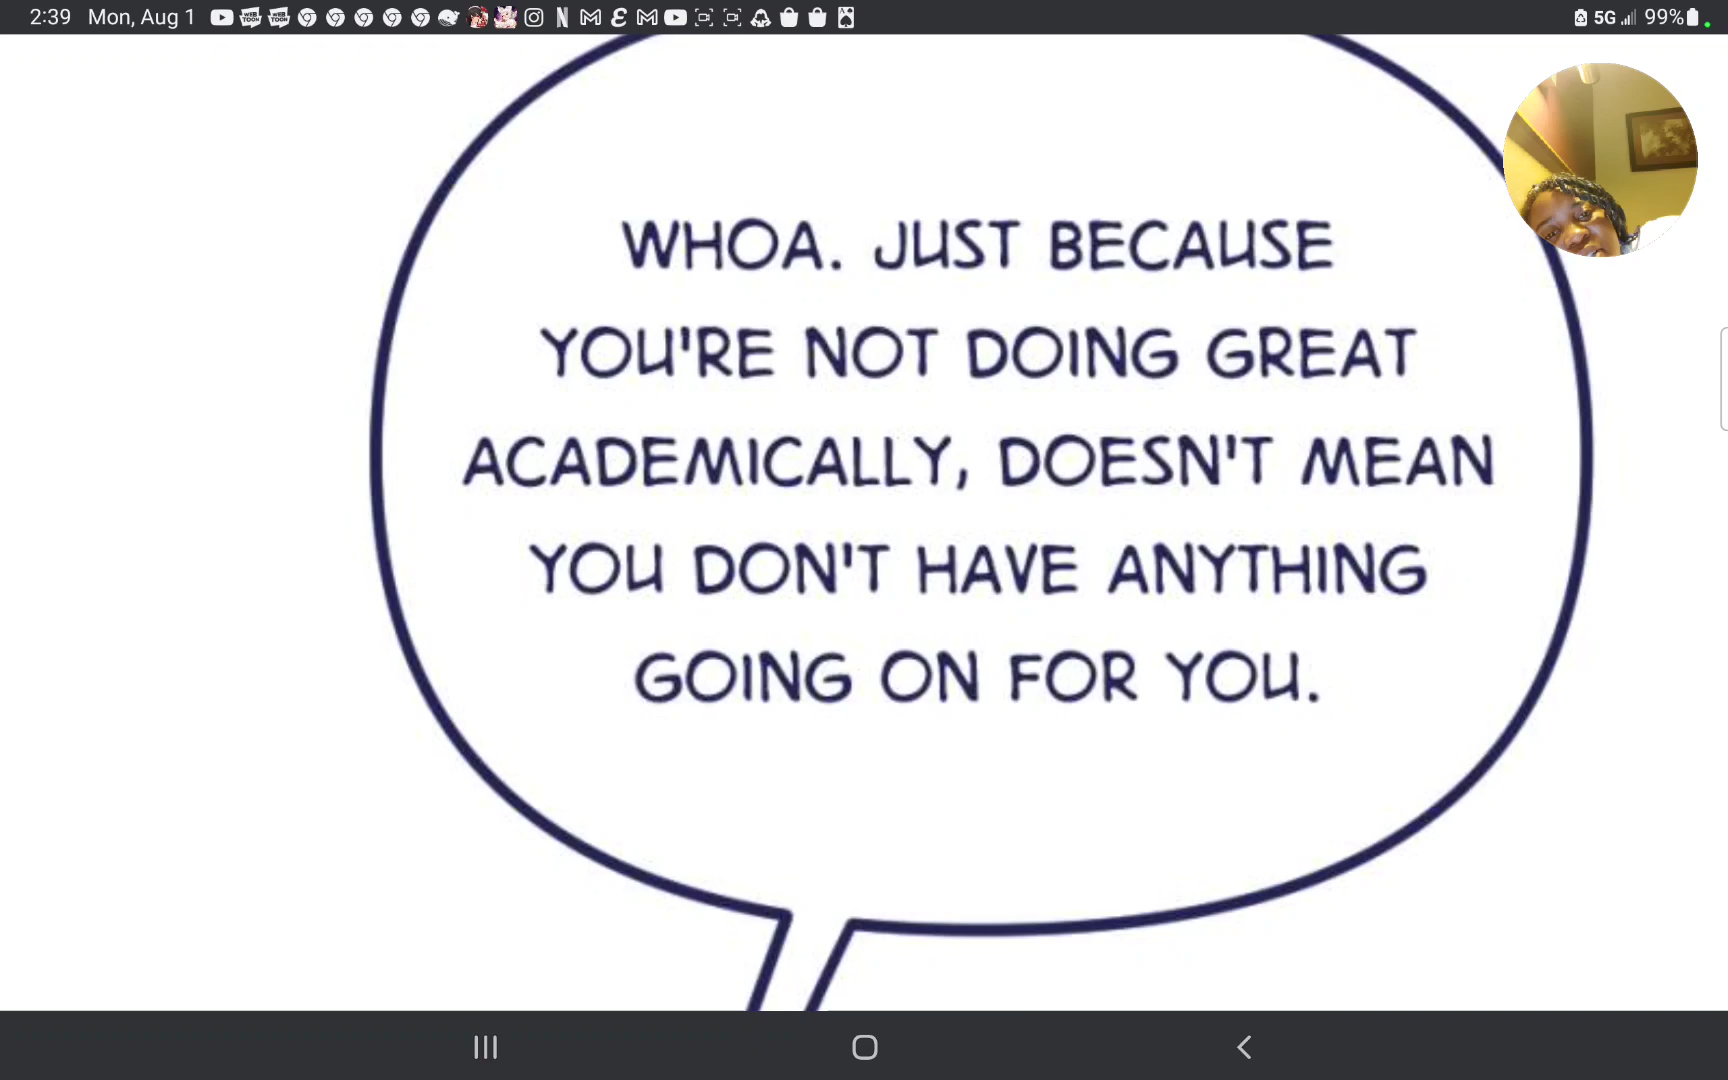 2:39 Mon, Aug 1 5G 99%
WHOA. JUST BECAUSE
YOU'RE NOT DOING GREAT
ACADEMICALLY, DOESN'T MEAN
YOU DON'T HAVE ANYTHING
GOING ON FOR YOU.